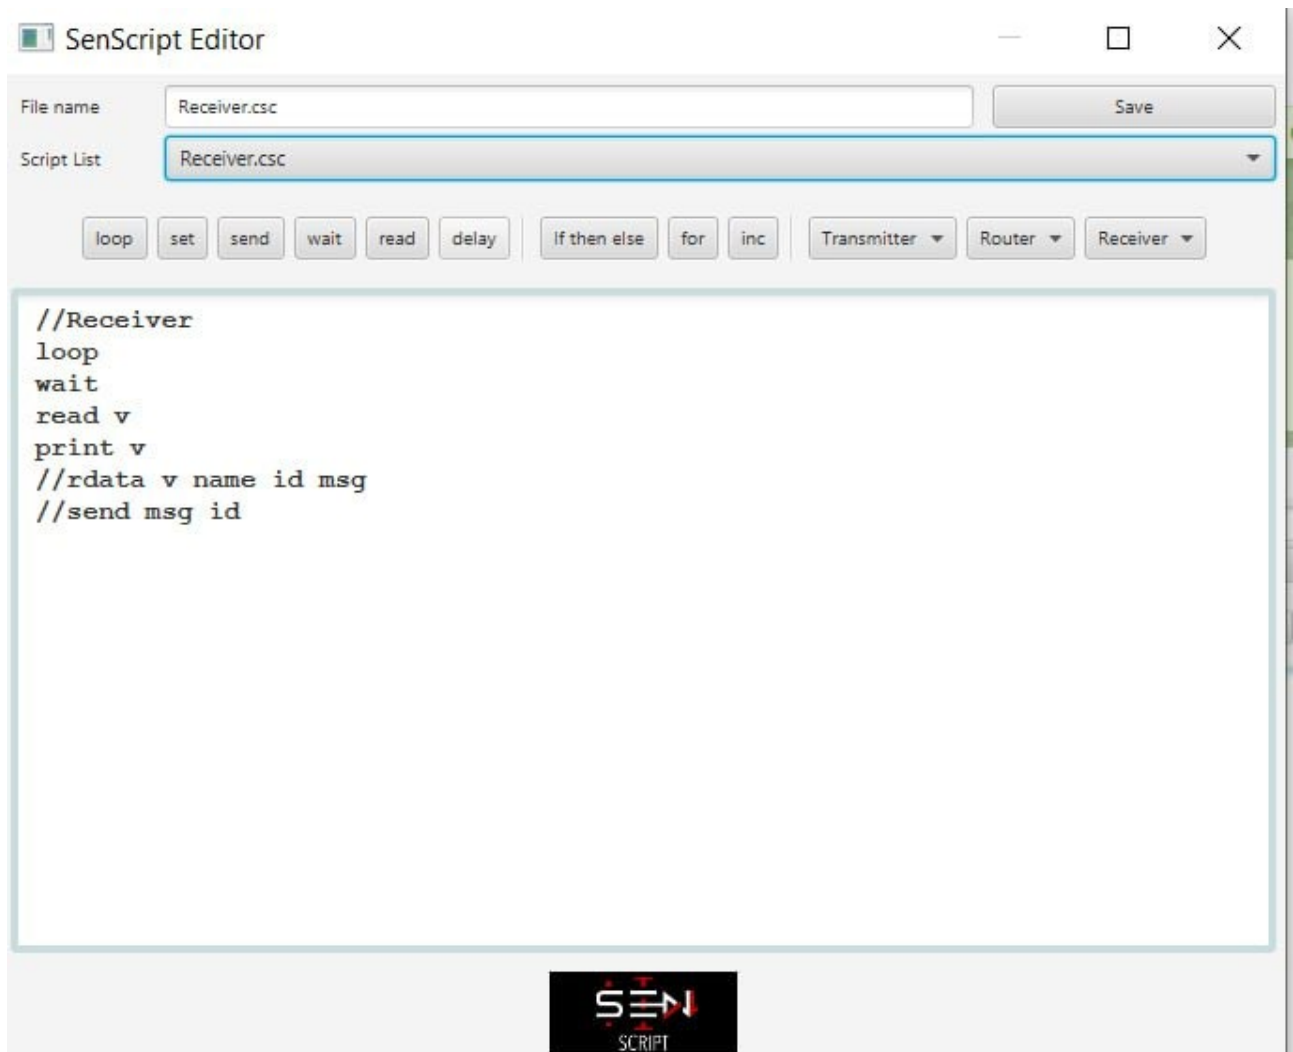 SenScript Editor
File name Receiver.csc Save
Script List Receiver.csc
loop set send wait read delay If then else for inc Transmitter Router Receiver
//Receiver
loop
wait
read v
print v
//rdata v name id msg
//send msg id
SEN
SCRIPT